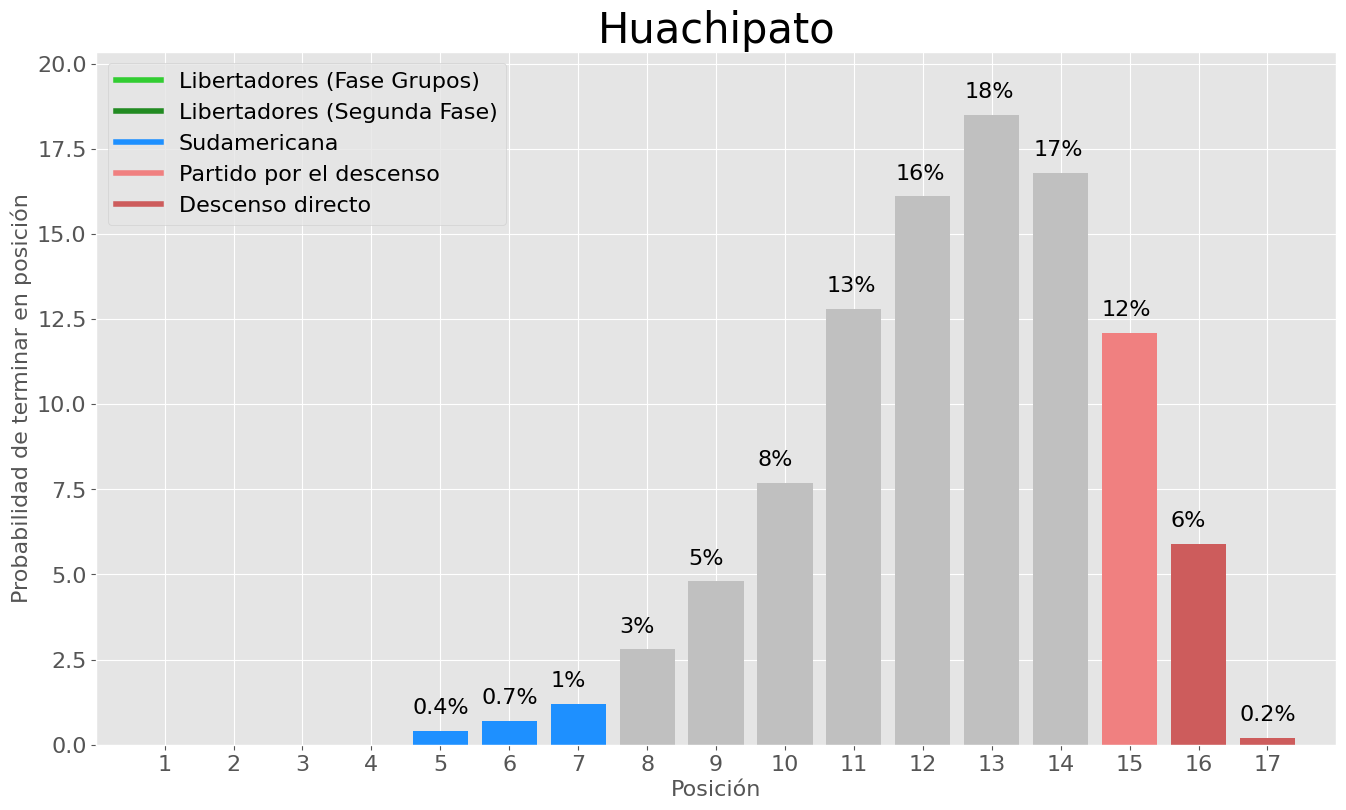 Huachipato
Libertadores (Fase Grupos)
Libertadores (Segunda Fase)
Sudamericana
Partido por el descenso
Descenso directo
Probabilidad de terminar en posición
20.0
17.5
15.0
12.5
10.0
7.5
5.0
2.5
0.0
0.4%
0.7%
1%
3%
5%
8%
13%
16%
18%
17%
12%
6%
0.2%
1 2 3 4 5 6 7 8 9 10 11 12 13 14 15 16 17
Posición